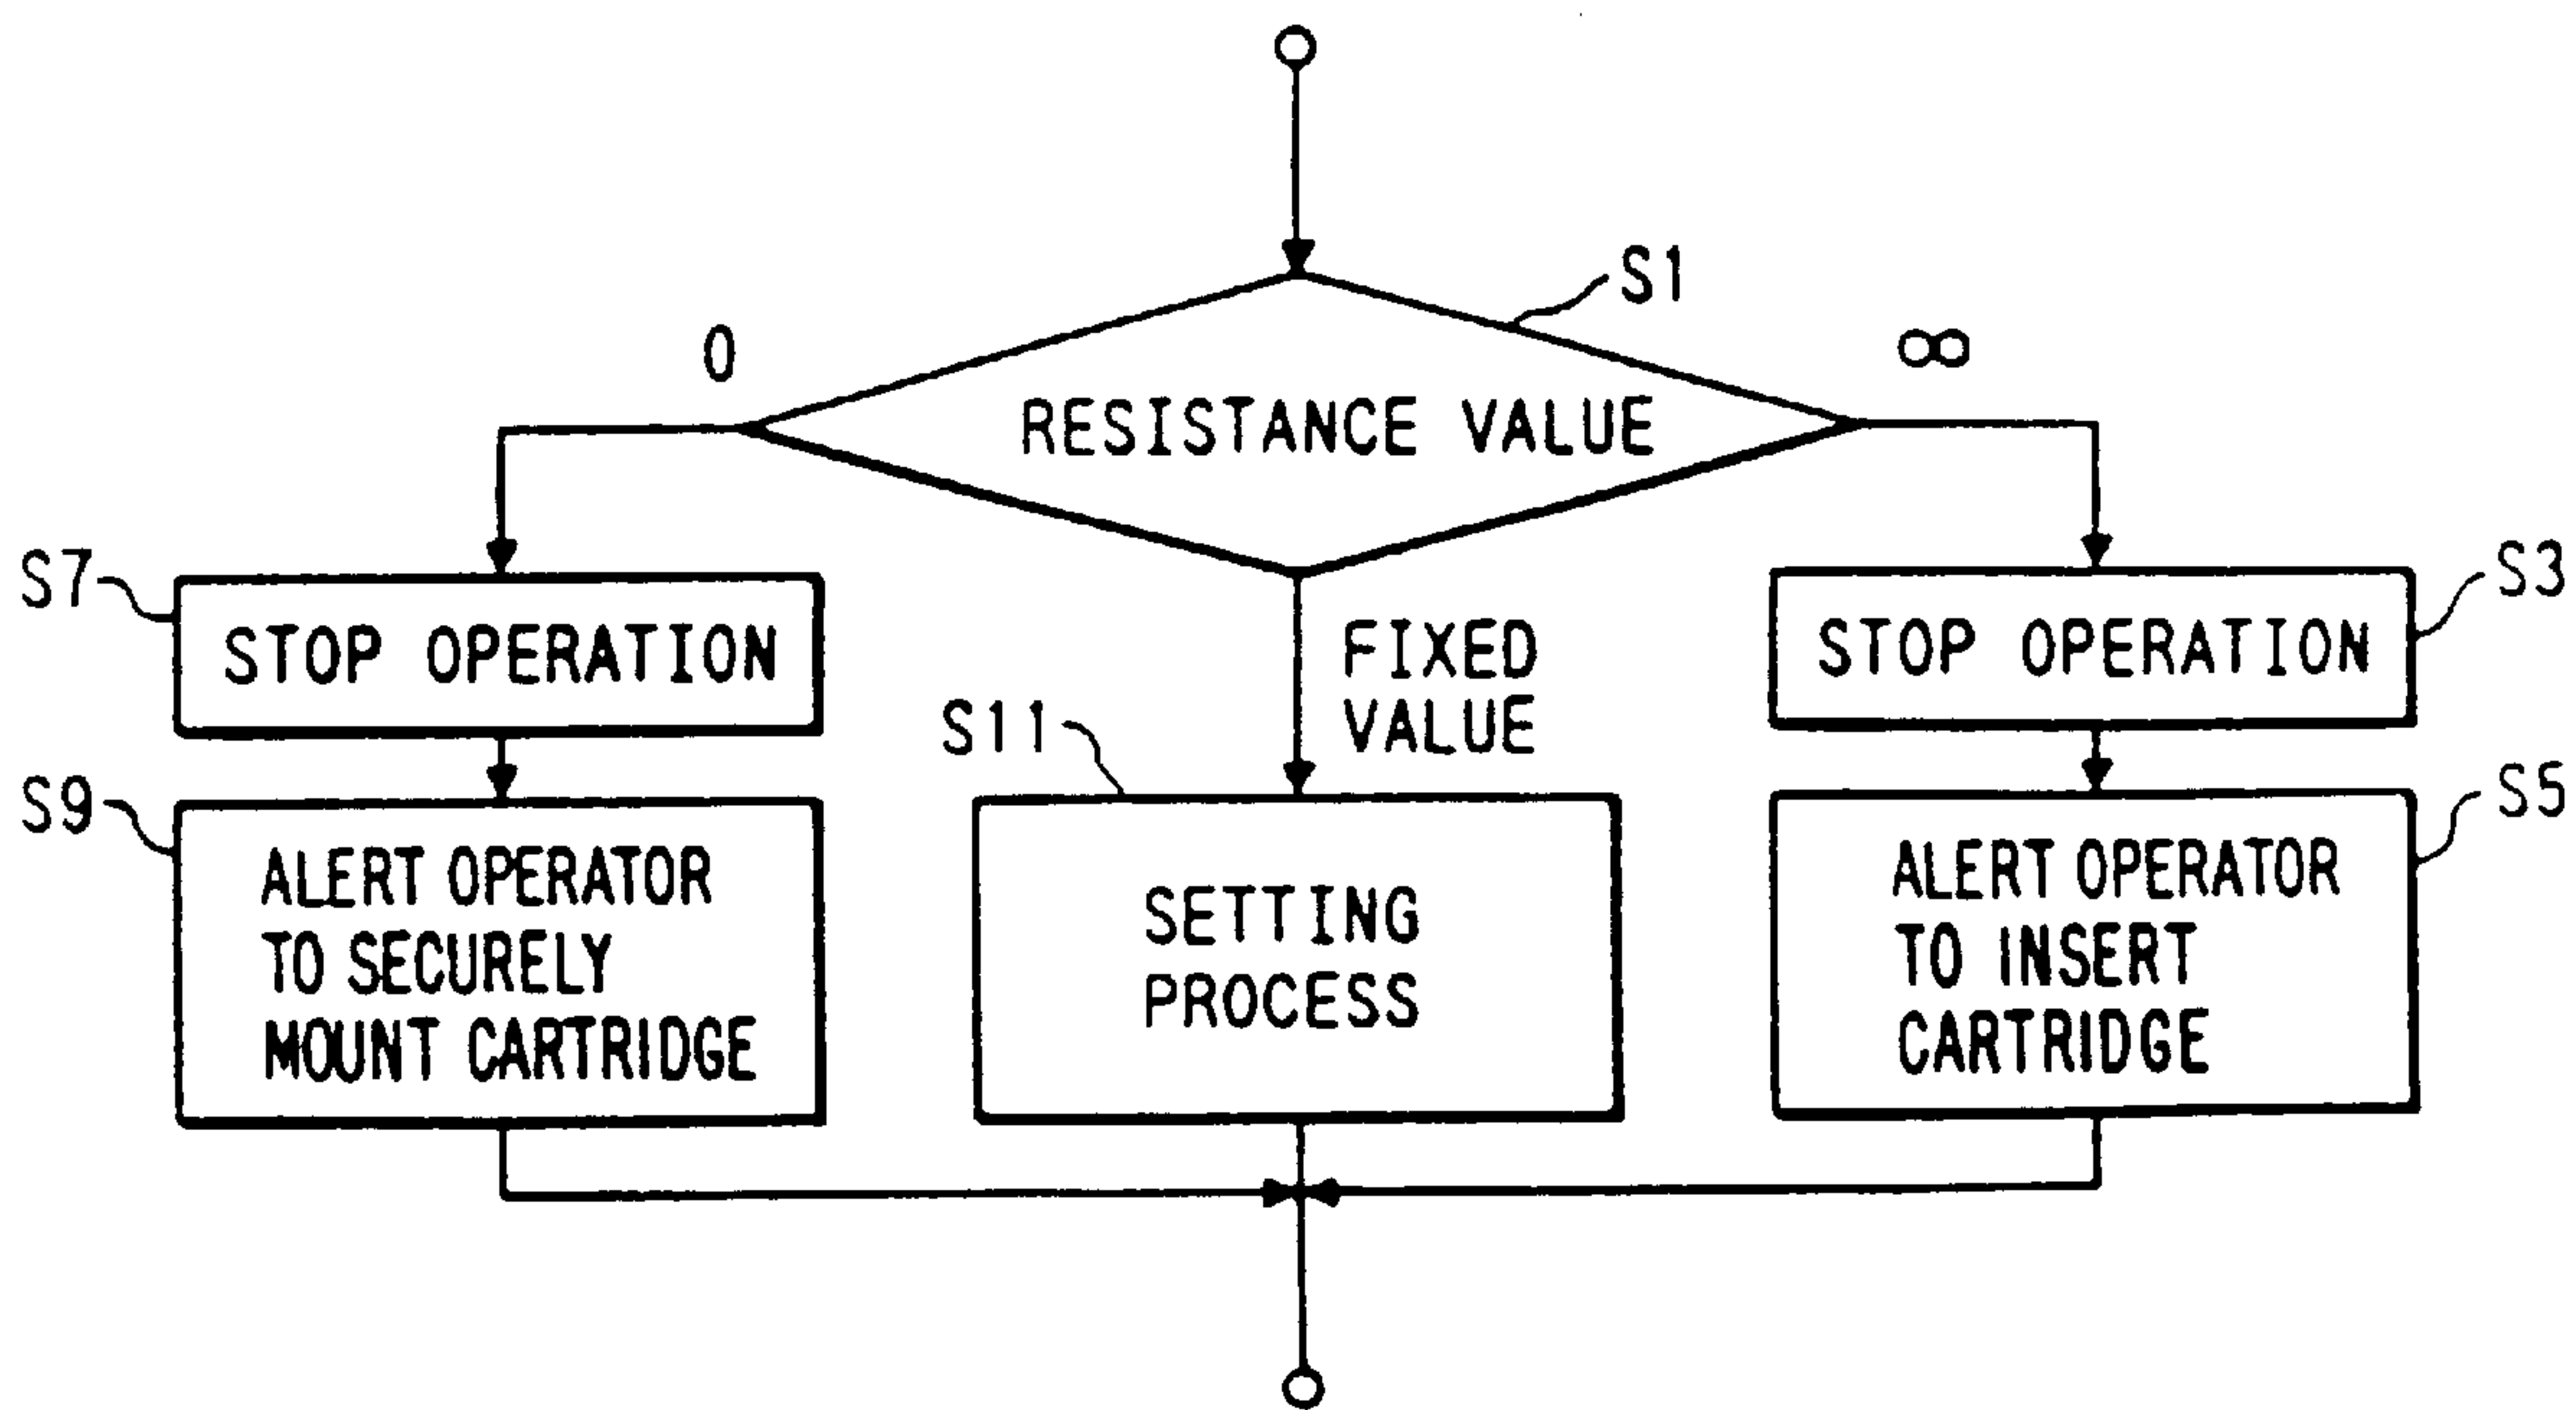 S1
0
∞
RESISTANCE VALUE
S7
STOP OPERATION
FIXED
VALUE
S3
STOP OPERATION
S9
ALERT OPERATOR
TO SECURELY
MOUNT CARTRIDGE
S11
SETTING
PROCESS
S5
ALERT OPERATOR
TO INSERT
CARTRIDGE